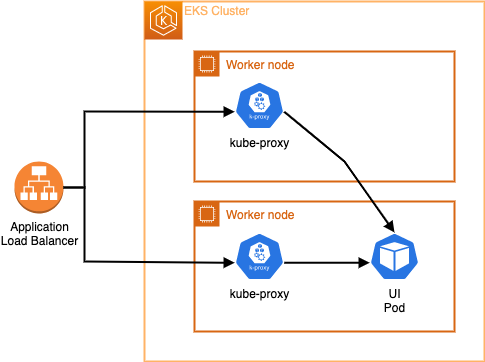 EKS Cluster
Worker node
k-proxy
kube-proxy
Application
Load Balancer
Worker node
k-proxy
kube-proxy
UI
Pod